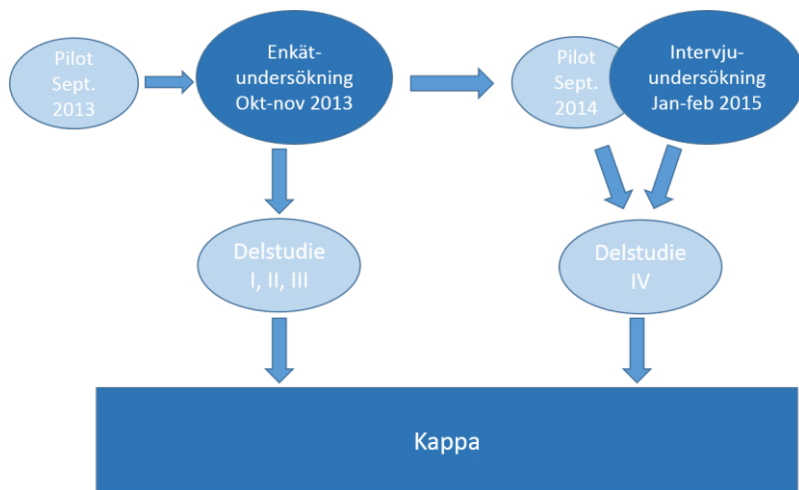 Pilot
Sept.
2013
Enkät-
undersökning
Okt-nov 2013
Pilot
Sept.
2014
Intervju-
undersökning
Jan-feb 2015
Delstudie
I, II, III
Delstudie
IV
Kappa